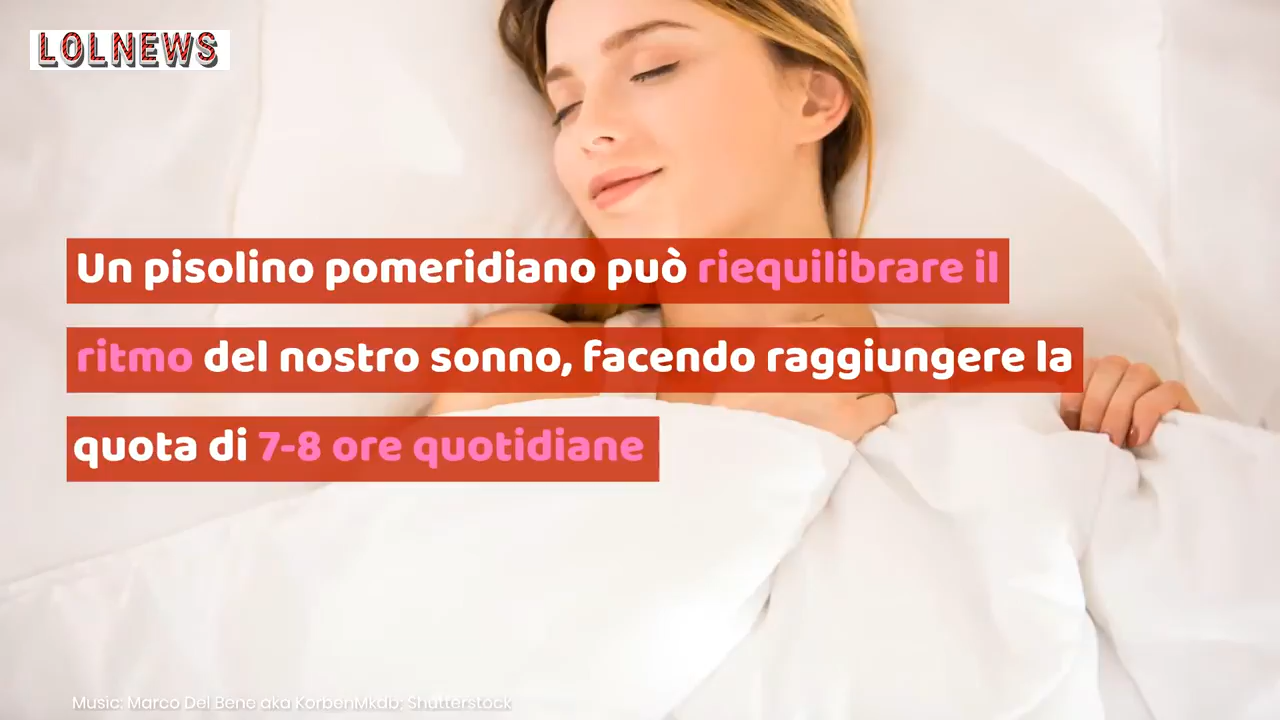 LOLNEWS
Un pisolino pomeridiano può riequilibrare il
ritmo del nostro sonno, facendo raggiungere la
quota di 7-8 ore quotidiane
Music: Marco Del Bene aka KorbenMkdb; Shutterstock